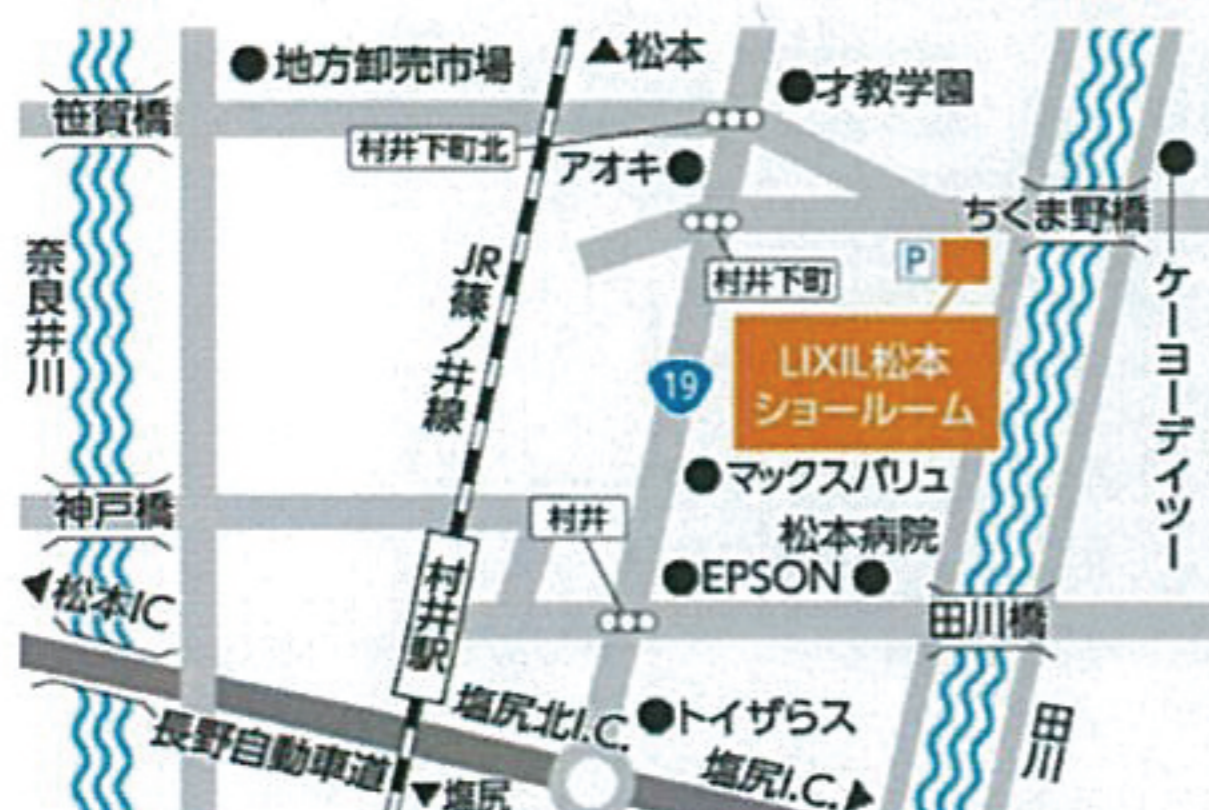 ▲松本
●地方卸売市場
●才教学園
笹賀橋
村井下町北
アオキ●
ちくま野橋
奈良井川
JR篠ノ井線
村井下町
P
ケーヨーデイツー
LIXIL松本
ショールーム
19
●マックスバリュ
神戸橋
村井
松本病院
●EPSON●
◀松本IC
村井駅
田川橋
塩尻北I.C.
●トイザらス
長野自動車道
塩尻I.C.▶
田川
▼塩尻